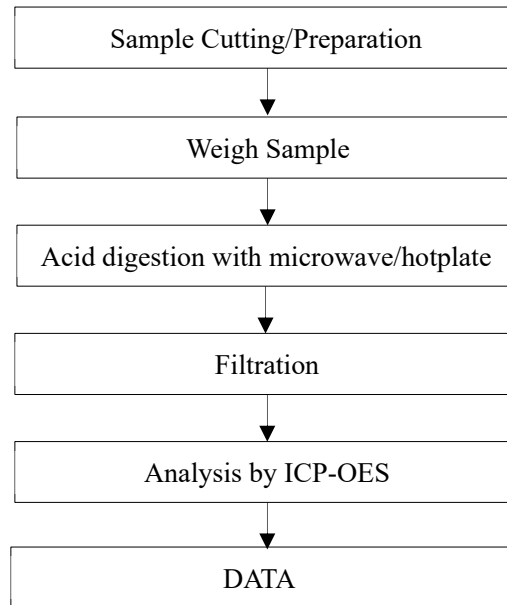 Sample Cutting/Preparation
Weigh Sample
Acid digestion with microwave/hotplate
Filtration
Analysis by ICP-OES
DATA